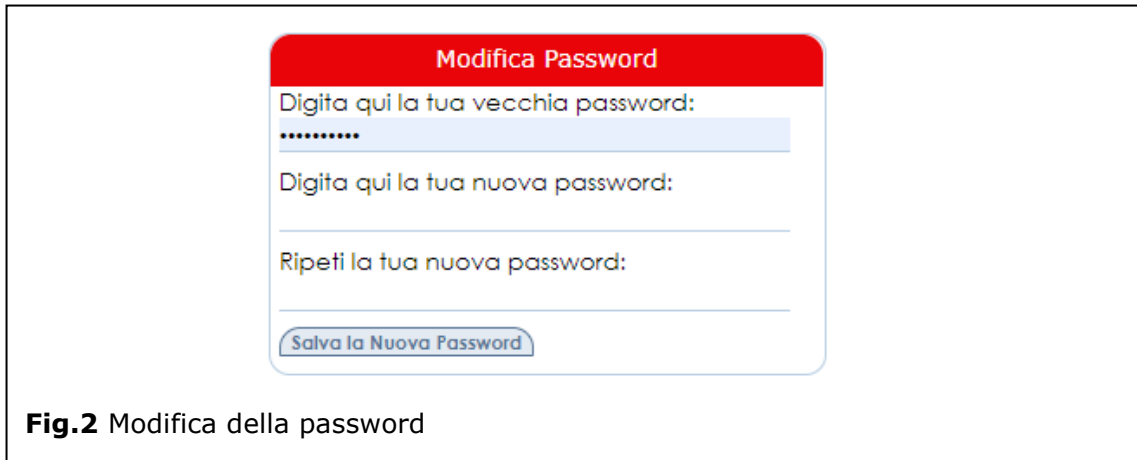 Modifica Password
Digita qui la tua vecchia password:
••••••••••
Digita qui la tua nuova password:
Ripeti la tua nuova password:
Salva la Nuova Password
Fig.2 Modifica della password